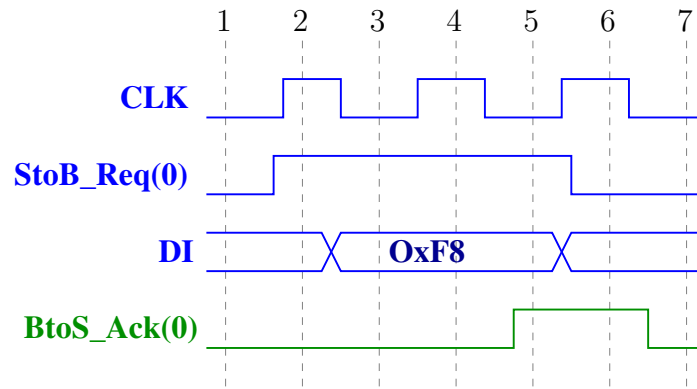 1 2 3 4 5 6 7
CLK
StoB_Req(0)
DI OxF8
BtoS_Ack(0)